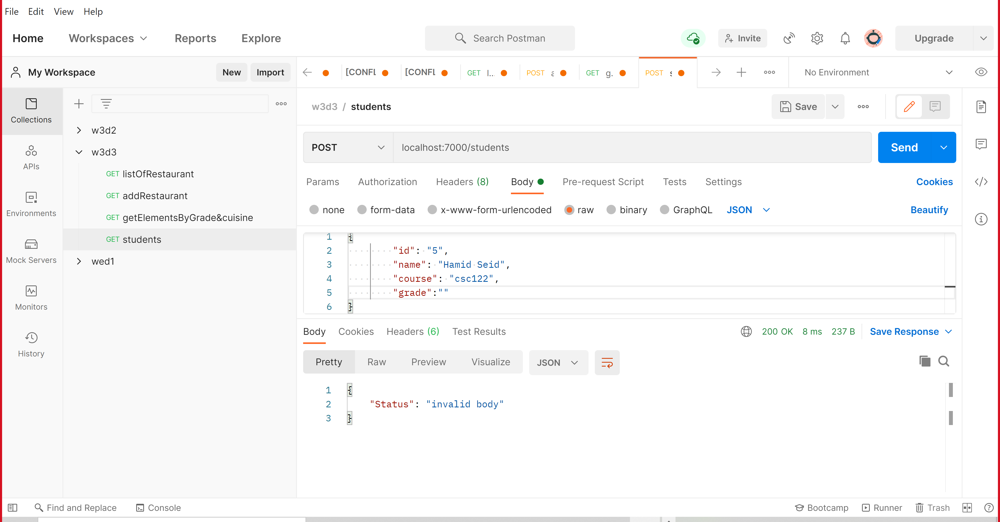 File Edit View Help
Home Workspaces Reports Explore Search Postman Invite Upgrade
My Workspace New Import [CONFL [CONFL GET l... POST a GET g. POST s No Environment
w3d3 / students Save
Collections
w3d2
POST localhost:7000/students Send
w3d3
APIs
GET listOfRestaurant
Params Authorization Headers (8) Body Pre-request Script Tests Settings Cookies
GET addRestaurant
none form-data x-www-form-urlencoded raw binary GraphQL JSON Beautify
Environments
GET getElementsByGrade&cuisine
GET students
1 {
2 "id": "5",
Mock Servers
wed1
3 "name": "Hamid Seid",
4 "course": "csc122",
5 "grade":""
6 }
Monitors
Body Cookies Headers (6) Test Results 200 OK 8 ms 237 B Save Response
History
Pretty Raw Preview Visualize JSON
1 {
2 "Status": "invalid body"
3 }
Find and Replace Console Bootcamp Runner Trash